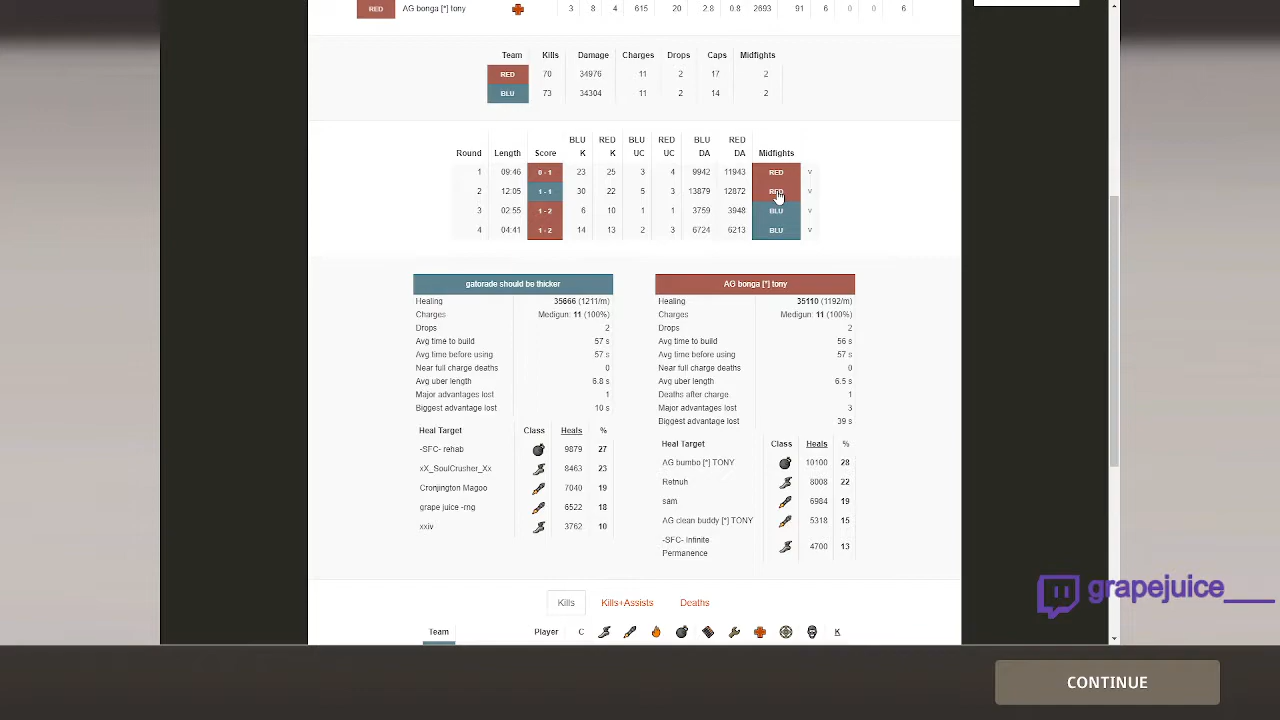 RED AG bonga [*] tony 3 8 4 615 20 2.8 0.8 2693 91 6 0 0 6
Team Kills Damage Charges Drops Caps Midfights
RED 70 34976 11 2 17 2
BLU 73 34304 11 2 14 2
BLU RED BLU RED BLU RED
Round Length Score K K UC UC DA DA Midfights
1 09:46 0 - 1 23 25 3 4 9942 11943 RED v
2 12:05 1 - 1 30 22 5 3 13879 12872 RED v
3 02:55 1 - 2 6 10 1 1 3759 3948 BLU v
4 04:41 1 - 2 14 13 2 3 6724 6213 BLU v
gatorade should be thicker
Healing 35666 (1211/m)
Charges Medigun: 11 (100%)
Drops 2
Avg time to build 57 s
Avg time before using 57 s
Near full charge deaths 0
Avg uber length 6.8 s
Major advantages lost 1
Biggest advantage lost 10 s
Heal Target Class Heals %
-SFC- rehab 9879 27
xX_SoulCrusher_Xx 8463 23
Cronjington Magoo 7040 19
grape juice -rng 6522 18
xxiv 3762 10
AG bonga [*] tony
Healing 35110 (1192/m)
Charges Medigun: 11 (100%)
Drops 2
Avg time to build 56 s
Avg time before using 57 s
Near full charge deaths 0
Avg uber length 6.5 s
Deaths after charge 1
Major advantages lost 3
Biggest advantage lost 39 s
Heal Target Class Heals %
AG bumbo [*] TONY 10100 28
Retnuh 8008 22
sam 6984 19
AG clean buddy [*] TONY 5318 15
-SFC- Infinite
Permanence 4700 13
grapejuice____
Kills Kills+Assists Deaths
Team Player C K
CONTINUE